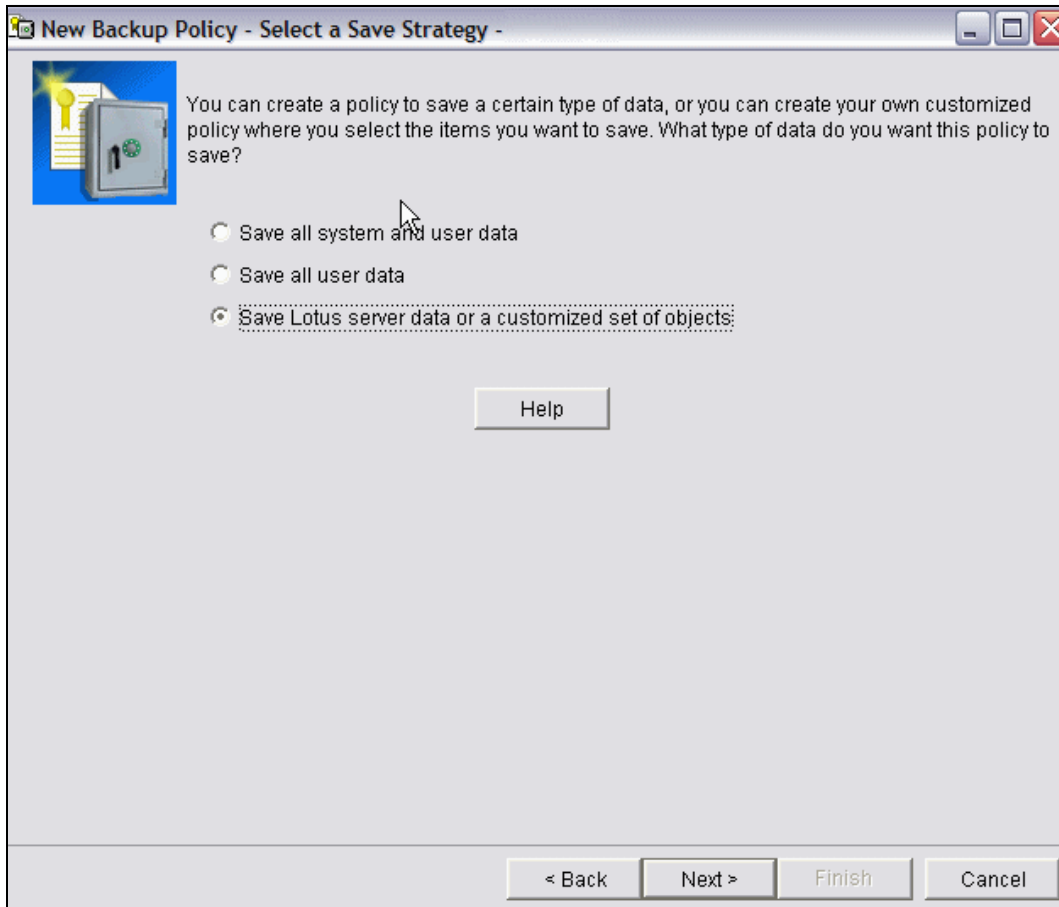 New Backup Policy - Select a Save Strategy -
You can create a policy to save a certain type of data, or you can create your own customized
policy where you select the items you want to save. What type of data do you want this policy to
save?
Save all system and user data
Save all user data
Save Lotus server data or a customized set of objects
Help
< Back
Next >
Finish
Cancel